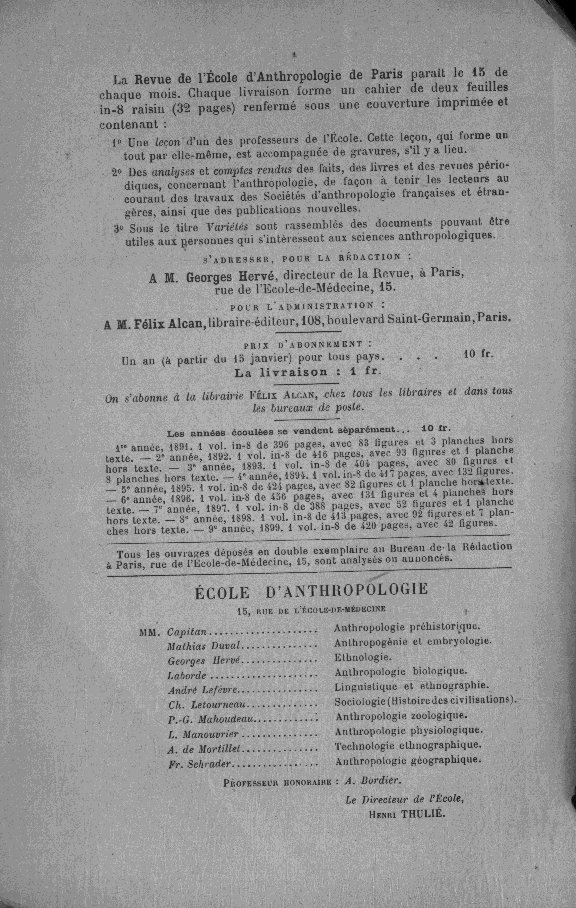 La Revue de l'École d'Anthropologie de Paris paraît le 15 de
chaque mois. Chaque livraison forme un cahier de deux feuilles
in-8 raisin (32 pages) renfermé sous une couverture imprimée et
contenant :
1º Une leçon d'un des professeurs de l'Ecole. Cette leçon, qui forme un
tout par elle-même, est accompagnée de gravures, s'il y a lieu.
2º Des analyses et comptes rendus des faits, des livres et des revues pério-
diques, concernant l'anthropologie, de façon à tenir les lecteurs au
courant des travaux des Sociétés d'anthropologie françaises et étran-
gères, ainsi que des publications nouvelles.
3º Sous le titre Variétés sont rassemblés des documents pouvant être
utiles aux personnes qui s'intéressent aux sciences anthropologiques.
S'ADRESSER, POUR LA RÉDACTION :
A M. Georges Hervé, directeur de la Revue, à Paris,
rue de l'Ecole-de-Médecine, 15.
POUR L'ADMINISTRATION :
A M. Félix Alcan, libraire-éditeur, 108, boulevard Saint-Germain, Paris.
PRIX D'ABONNEMENT :
Un an (à partir du 15 janvier) pour tous pays. . . . 10 fr.
La livraison : 1 fr.
On s'abonne à la librairie FÉLIX ALCAN, chez tous les libraires et dans tous
les bureaux de poste.
Les années écoulées se vendent séparément... 10 fr.
1re année, 1891. 1 vol. in-8 de 396 pages, avec 83 figures et 3 planches hors
texte. — 2e année, 1892. 1 vol. in-8 de 416 pages, avec 93 figures et 1 planche
hors texte. — 3e année, 1893. 1 vol. in-8 de 404 pages, avec 80 figures et
8 planches hors texte. — 4e année, 1894. 1 vol. in-8 de 417 pages, avec 132 figures.
— 5e année, 1895. 1 vol. in-8 de 424 pages, avec 82 figures et 1 planche hors texte.
— 6e année, 1896. 1 vol. in-8 de 436 pages, avec 131 figures et 4 planches hors
texte. — 7e année, 1897. 1 vol. in-8 de 388 pages, avec 52 figures et 1 planche
hors texte. — 8e année, 1898. 1 vol. in-8 de 413 pages, avec 92 figures et 7 plan-
ches hors texte. — 9e année, 1899. 1 vol. in-8 de 420 pages, avec 42 figures.
Tous les ouvrages déposés en double exemplaire au Bureau de la Rédaction
à Paris, rue de l'Ecole-de-Médecine, 15, sont analysés ou annoncés.
ÉCOLE D'ANTHROPOLOGIE
15, RUE DE L'ÉCOLE-DE-MÉDECINE
MM. Capitan.................... Anthropologie préhistorique.
Mathias Duval.............. Anthropogénie et embryologie.
Georges Hervé.............. Ethnologie.
Laborde .................... Anthropologie biologique.
André Lefèvre............... Linguistique et ethnographie.
Ch. Letourneau............. Sociologie (Histoire des civilisations).
P.-G. Mahoudeau............ Anthropologie zoologique.
L. Manouvrier .............. Anthropologie physiologique.
A. de Mortillet.............. Technologie ethnographique.
Fr. Schrader................ Anthropologie géographique.
PROFESSEUR HONORAIRE : A. Bordier.
Le Directeur de l'École,
HENRI THULIÉ.